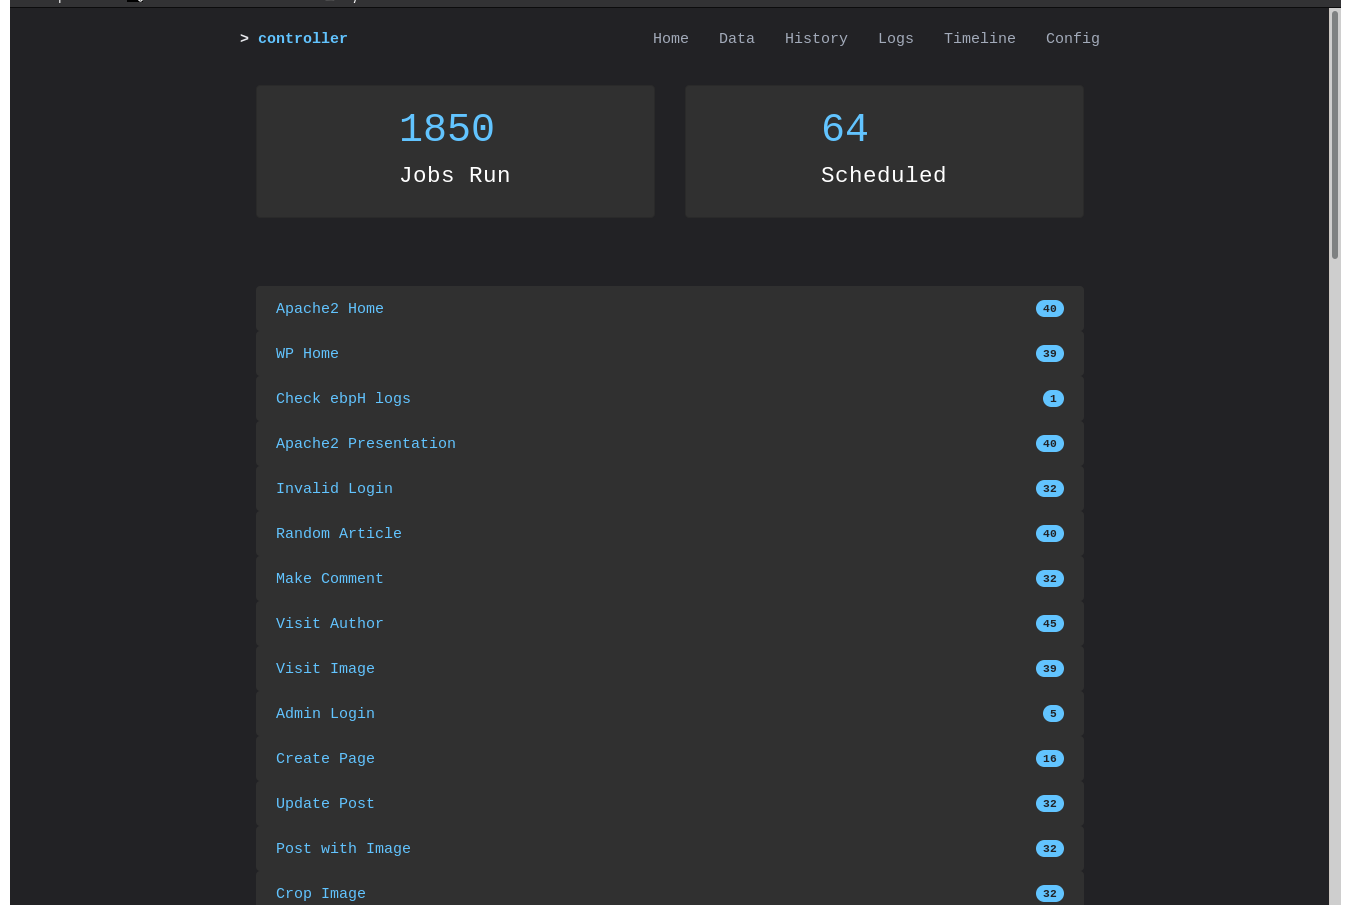 > controller Home Data History Logs Timeline Config
1850 64
Jobs Run Scheduled
Apache2 Home 40
WP Home 39
Check ebpH logs 1
Apache2 Presentation 40
Invalid Login 32
Random Article 40
Make Comment 32
Visit Author 45
Visit Image 39
Admin Login 5
Create Page 16
Update Post 32
Post with Image 32
Crop Image 32